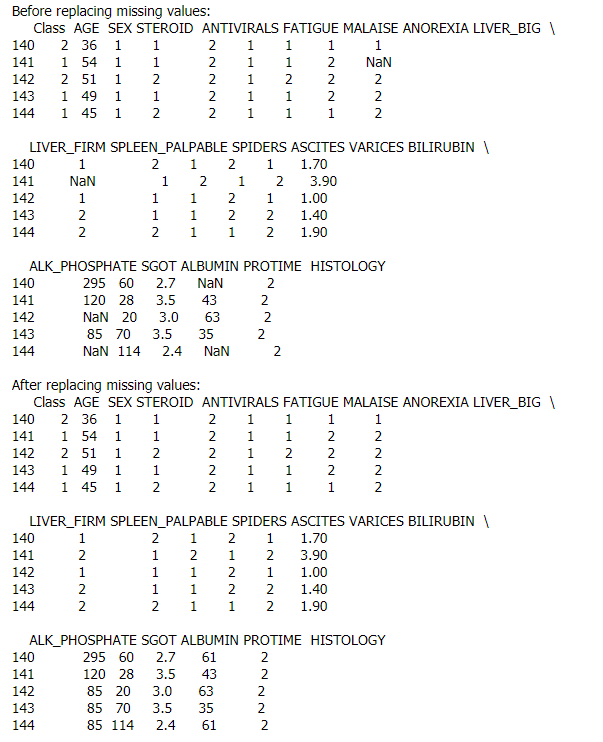 Before replacing missing values:
Class AGE SEX STEROID ANTIVIRALS FATIGUE MALAISE ANOREXIA LIVER_BIG \
140 2 36 1 1 2 1 1 1 1
141 1 54 1 1 2 1 1 2 NaN
142 2 51 1 2 2 1 2 2 2
143 1 49 1 1 2 1 1 2 2
144 1 45 1 2 2 1 1 1 2
LIVER_FIRM SPLEEN_PALPABLE SPIDERS ASCITES VARICES BILIRUBIN \
140 1 2 1 2 1 1.70
141 NaN 1 2 1 2 3.90
142 1 1 1 2 1 1.00
143 2 1 1 2 2 1.40
144 2 2 1 1 2 1.90
ALK_PHOSPHATE SGOT ALBUMIN PROTIME HISTOLOGY
140 295 60 2.7 NaN 2
141 120 28 3.5 43 2
142 NaN 20 3.0 63 2
143 85 70 3.5 35 2
144 NaN 114 2.4 NaN 2
After replacing missing values:
Class AGE SEX STEROID ANTIVIRALS FATIGUE MALAISE ANOREXIA LIVER_BIG \
140 2 36 1 1 2 1 1 1 1
141 1 54 1 1 2 1 1 2 2
142 2 51 1 2 2 1 2 2 2
143 1 49 1 1 2 1 1 2 2
144 1 45 1 2 2 1 1 1 2
LIVER_FIRM SPLEEN_PALPABLE SPIDERS ASCITES VARICES BILIRUBIN \
140 1 2 1 2 1 1.70
141 2 1 2 1 2 3.90
142 1 1 1 2 1 1.00
143 2 1 1 2 2 1.40
144 2 2 1 1 2 1.90
ALK_PHOSPHATE SGOT ALBUMIN PROTIME HISTOLOGY
140 295 60 2.7 61 2
141 120 28 3.5 43 2
142 85 20 3.0 63 2
143 85 70 3.5 35 2
144 85 114 2.4 61 2